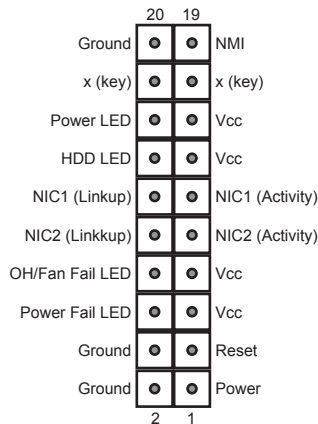 20 19
Ground NMI
x (key) x (key)
Power LED Vcc
HDD LED Vcc
NIC1 (Linkup) NIC1 (Activity)
NIC2 (Linkkup) NIC2 (Activity)
OH/Fan Fail LED Vcc
Power Fail LED Vcc
Ground Reset
Ground Power
2 1